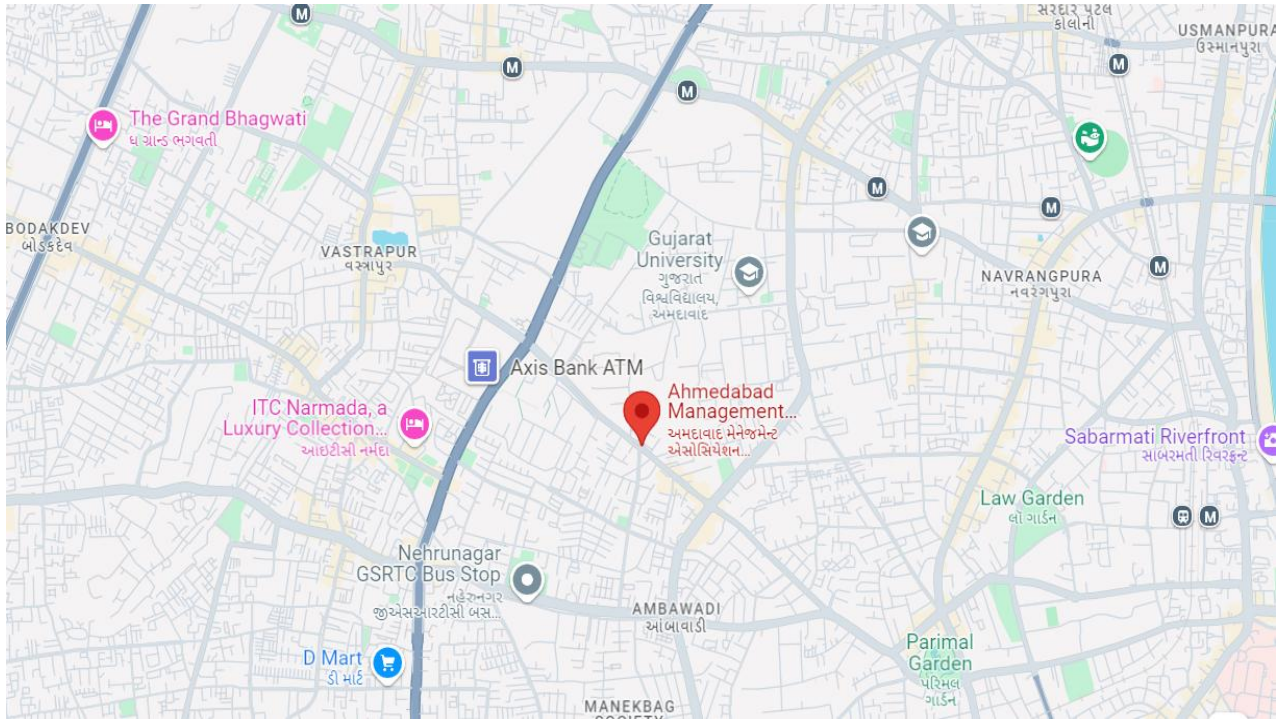 M
સરદાર પટેલ
કોલોની
USMANPURA
ઉસ્માનપુરા
M
M
M
The Grand Bhagwati
ધ ગ્રાન્ડ ભગવતી
M
M
BODAKDEV
બોડકદેવ
VASTRAPUR
વસ્ત્રાપુર
Gujarat
University
ગુજરાત
વિશ્વવિદ્યાલય,
અમદાવાદ
NAVRANGPURA
નવરંગપુરા
M
Axis Bank ATM
ITC Narmada, a
Luxury Collection...
આઇટીસી નર્મદા
Ahmedabad
Management...
અમદાવાદ મેનેજમેન્ટ
એસોસિયેશન...
Sabarmati Riverfront
સાબરમતી રિવરફ્રન્ટ
Law Garden
લૉ ગાર્ડન
M
Nehrunagar
GSRTC Bus Stop
નહેરુનગર
જીએસઆરટીસી બસ...
AMBAWADI
આંબાવાડી
D Mart
ડી માર્ટ
Parimal
Garden
પરિમલ
ગાર્ડન
MANEKBAG
SOCIETY